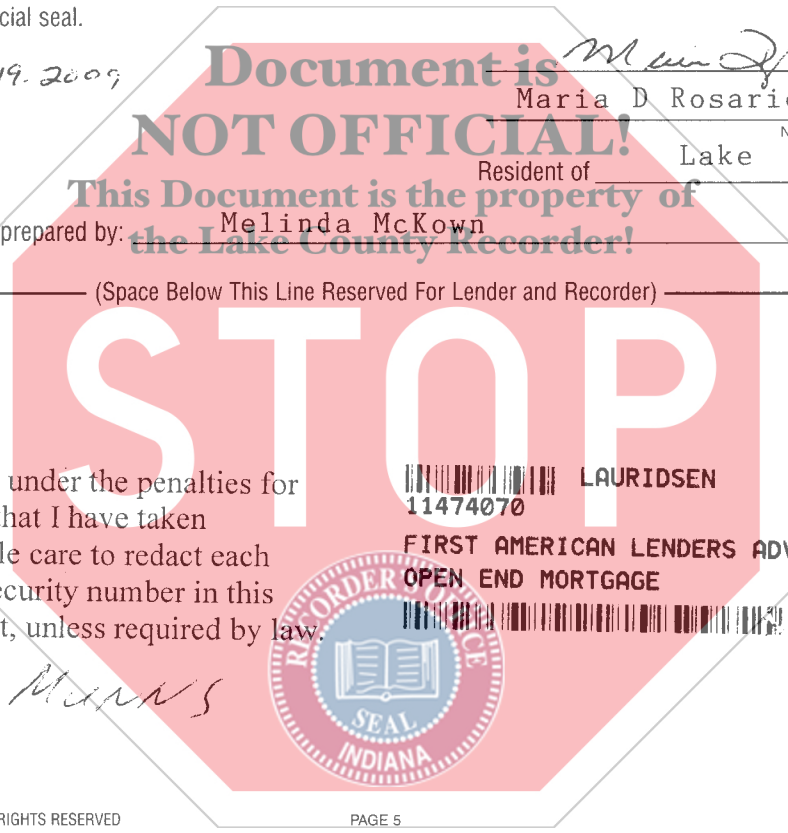 cial seal.
19. 2009
Document is
NOT OFFICIAL!
Maria D Rosari
Resident of Lake
This Document is the property of
prepared by: Melinda McKown
the Lake County Recorder!
(Space Below This Line Reserved For Lender and Recorder)
STOP
under the penalties for
that I have taken
le care to redact each
ecurity number in this
t, unless required by law.
LAURIDSEN
11474070
FIRST AMERICAN LENDERS ADV
OPEN END MORTGAGE
RECORDER'S OFFICE
SEAL
INDIANA
RIGHTS RESERVED
PAGE 5